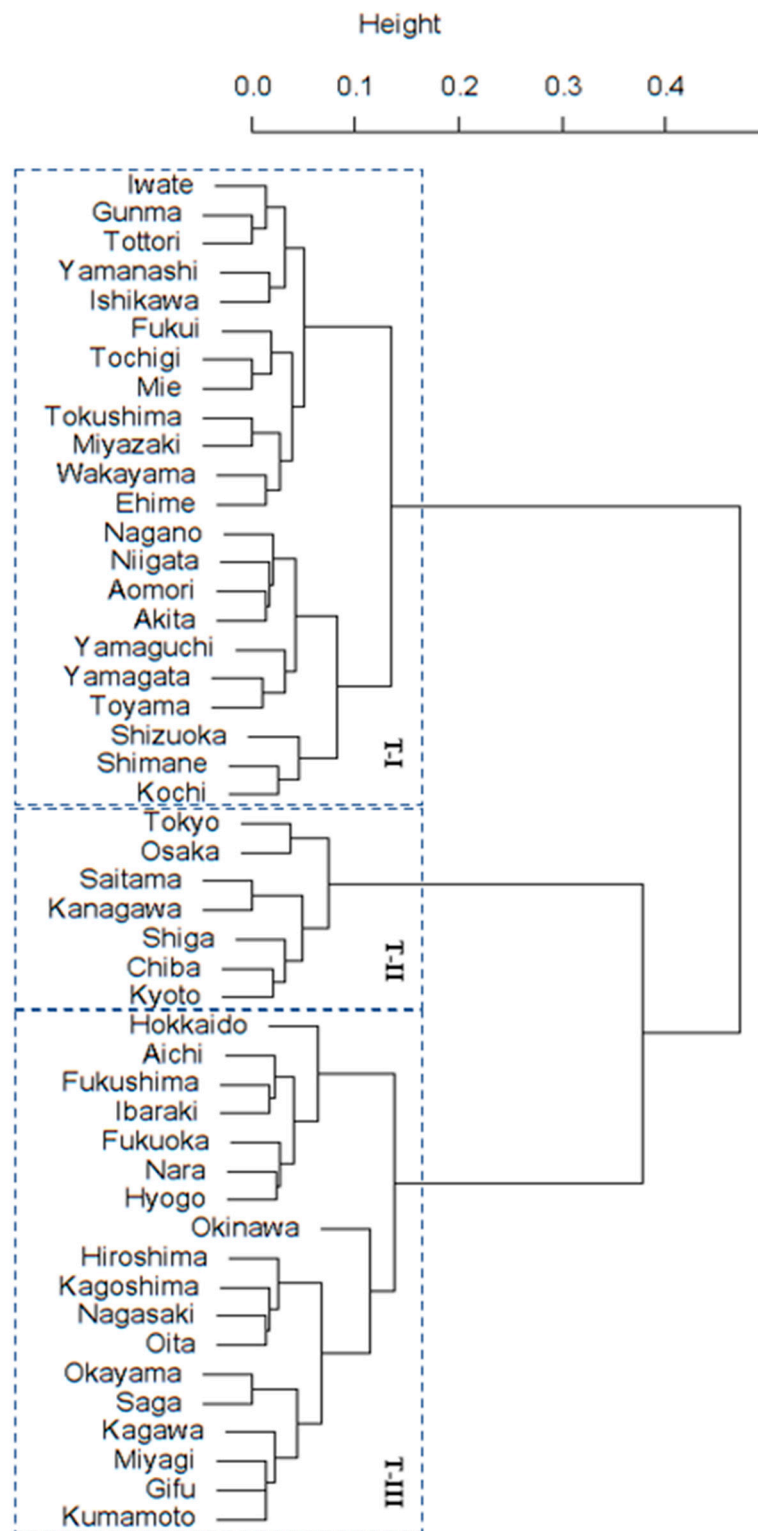 Height
0.0 0.1 0.2 0.3 0.4
Iwate
Gunma
Tottori
Yamanashi
Ishikawa
Fukui
Tochigi
Mie
Tokushima
Miyazaki
Wakayama
Ehime
Nagano
Niigata
Aomori
Akita
Yamaguchi
Yamagata
Toyama
Shizuoka
Shimane
Kochi
T-I
Tokyo
Osaka
Saitama
Kanagawa
Shiga
Chiba
Kyoto
T-II
Hokkaido
Aichi
Fukushima
Ibaraki
Fukuoka
Nara
Hyogo
Okinawa
Hiroshima
Kagoshima
Nagasaki
Oita
Okayama
Saga
Kagawa
Miyagi
Gifu
Kumamoto
T-III